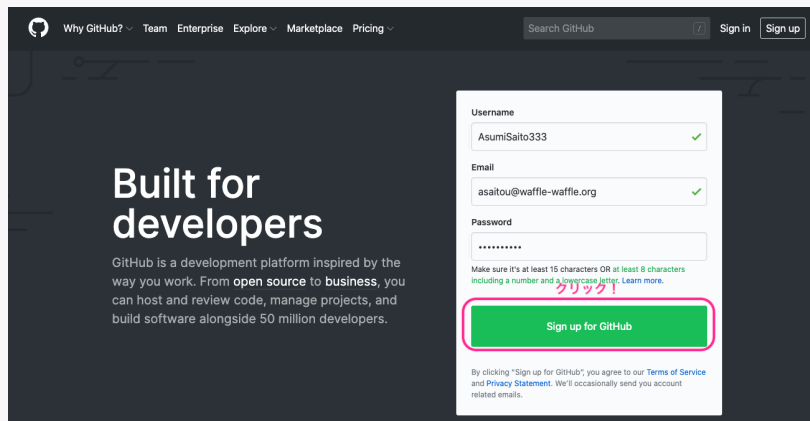 Why GitHub? Team Enterprise Explore Marketplace Pricing Search GitHub / Sign in Sign up
Built for
developers
GitHub is a development platform inspired by the
way you work. From open source to business, you
can host and review code, manage projects, and
build software alongside 50 million developers.
Username
AsumiSaito333
Email
asaitou@waffle-waffle.org
Password
••••••••••
Make sure it's at least 15 characters OR at least 8 characters
including a number and a lowercase letter. Learn more.
クリック！
Sign up for GitHub
By clicking “Sign up for GitHub”, you agree to our Terms of Service
and Privacy Statement. We'll occasionally send you account
related emails.